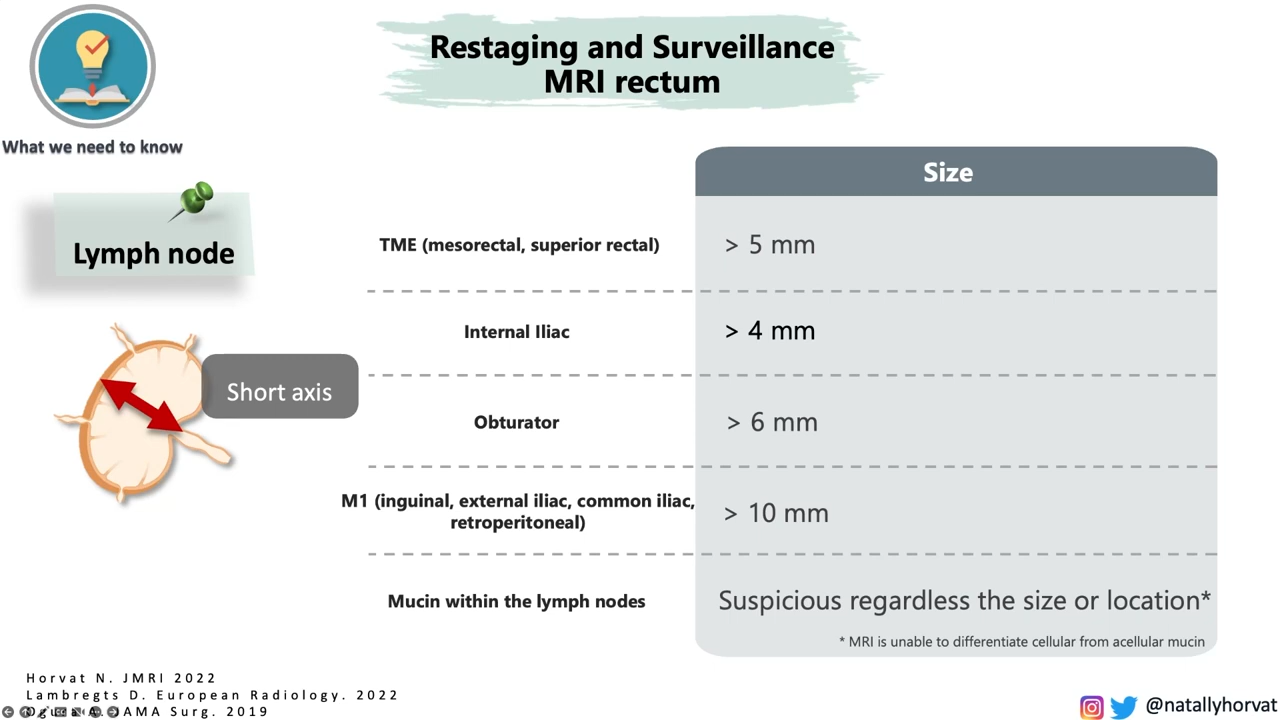 Restaging and Surveillance
MRI rectum
What we need to know
Lymph node
Short axis
Size
TME (mesorectal, superior rectal)
> 5 mm
Internal Iliac
> 4 mm
Obturator
> 6 mm
M1 (inguinal, external iliac, common iliac,
retroperitoneal)
> 10 mm
Mucin within the lymph nodes
Suspicious regardless the size or location*
* MRI is unable to differentiate cellular from acellular mucin
Horvat N. JMRI 2022
Lambregts D. European Radiology. 2022
JAMA Surg. 2019
@natallyhorvat